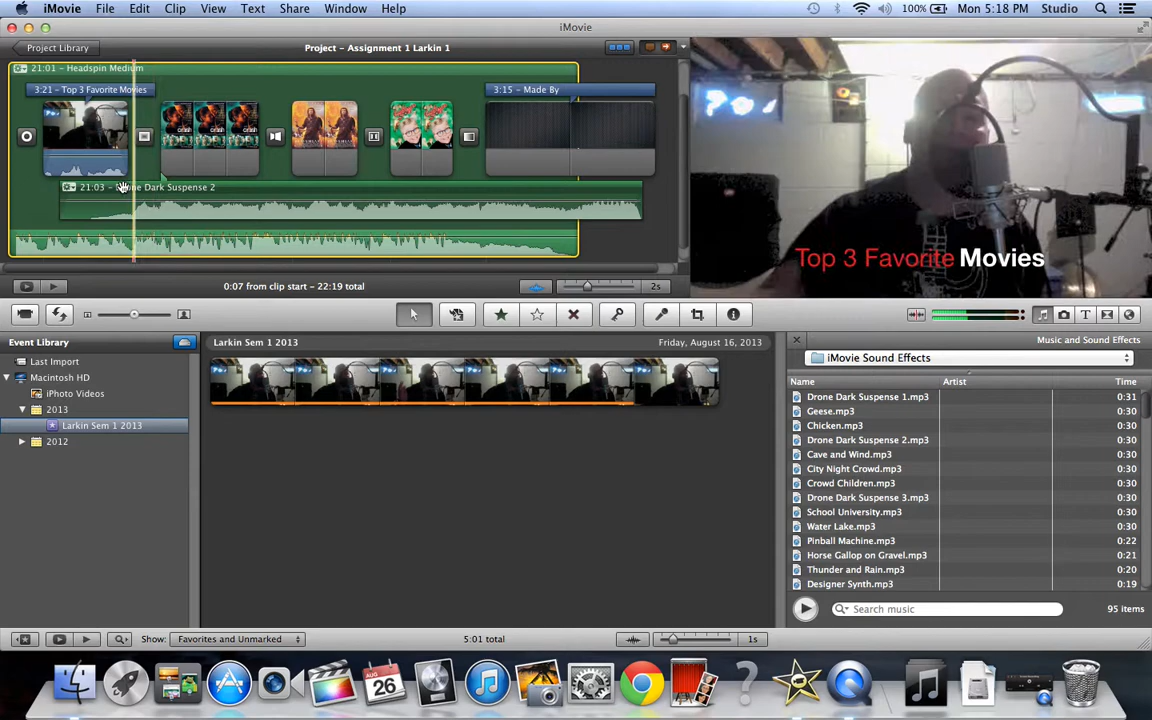 iMovie File Edit Clip View Text Share Window Help 100% Mon 5:18 PM Studio
iMovie
Project Library Project - Assignment 1 Larkin 1
21:01 - Headspin Medium
3:21 - Top 3 Favorite Movies 3:15 - Made By
21:03 - Drone Dark Suspense 2
Top 3 Favorite Movies
0:07 from clip start - 22:19 total 2s
Event Library Larkin Sem 1 2013 Friday, August 16, 2013 Music and Sound Effects
Last Import iMovie Sound Effects
Macintosh HD Name Artist Time
iPhoto Videos Drone Dark Suspense 1.mp3 0:31
2013 Geese.mp3 0:30
Larkin Sem 1 2013 Chicken.mp3 0:30
2012 Drone Dark Suspense 2.mp3 0:30
Cave and Wind.mp3 0:30
City Night Crowd.mp3 0:30
Crowd Children.mp3 0:30
Drone Dark Suspense 3.mp3 0:30
School University.mp3 0:30
Water Lake.mp3 0:30
Pinball Machine.mp3 0:22
Horse Gallop on Gravel.mp3 0:21
Thunder and Rain.mp3 0:20
Designer Synth.mp3 0:19
Search music 95 items
Show: Favorites and Unmarked 5:01 total 1s
AUG
26